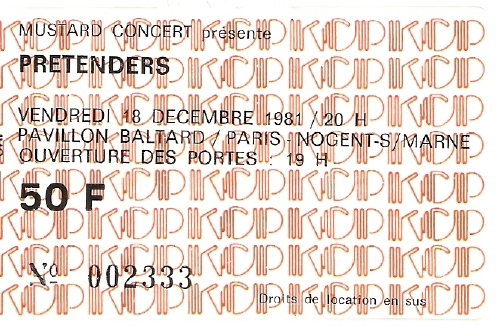 MUSTARD CONCERT présente
PRETENDERS
VENDREDI 18 DECEMBRE 1981 / 20 H
PAVILLON BALTARD / PARIS - NOGENT-S/MARNE
OUVERTURE DES PORTES : 19 H
50 F
No 002333
Droits de location en sus